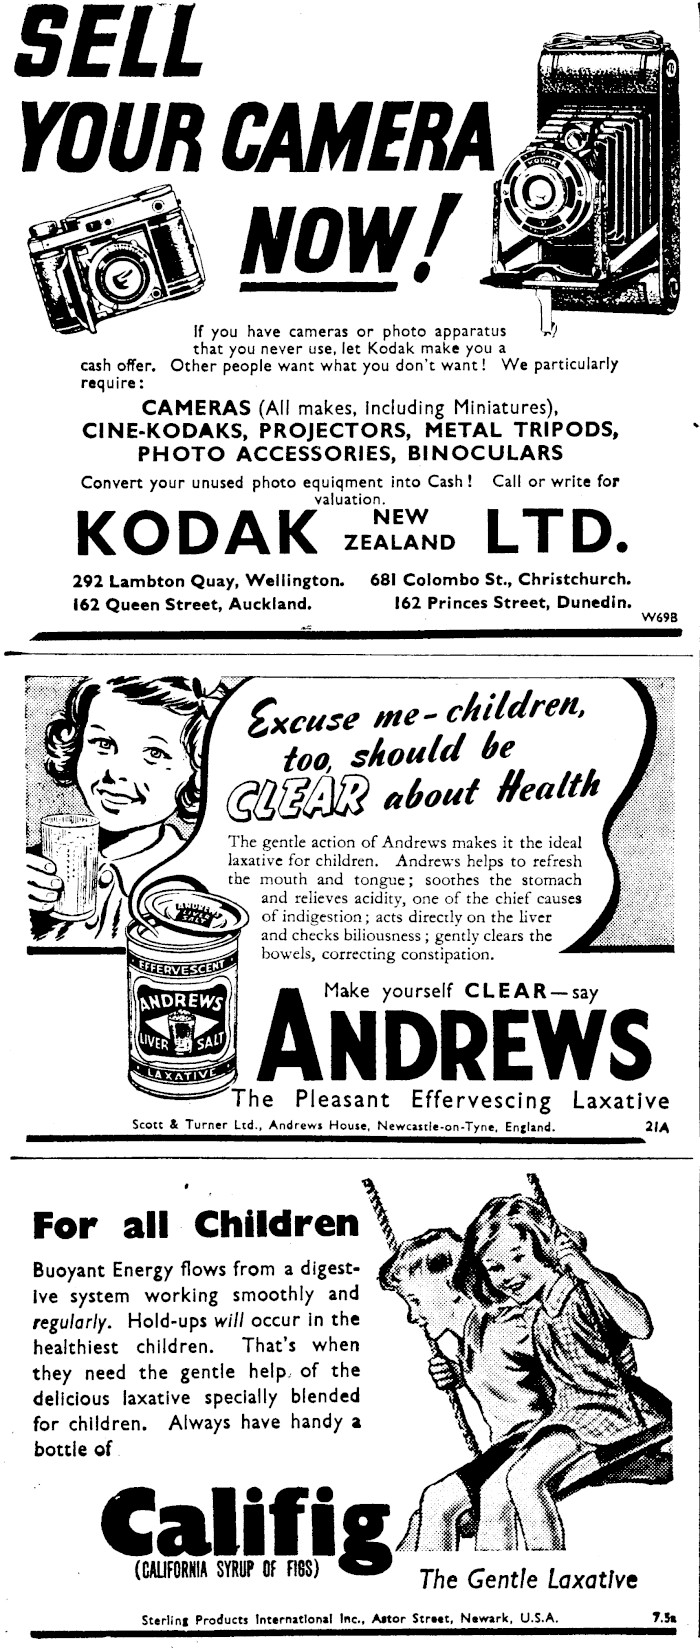 SELL
YOUR CAMERA
NOW!
If you have cameras or photo apparatus
that you never use, let Kodak make you a
cash offer. Other people want what you don't want! We particularly
require:
CAMERAS (All makes, Including Miniatures),
CINE-KODAKS, PROJECTORS, METAL TRIPODS,
PHOTO ACCESSORIES, BINOCULARS
Convert your unused photo equiqment into Cash! Call or write for
valuation.
KODAK NEW ZEALAND LTD.
292 Lambton Quay, Wellington. 681 Colombo St., Christchurch.
162 Queen Street, Auckland. 162 Princes Street, Dunedin.
W69B
Excuse me - children,
too, should be
CLEAR about Health
The gentle action of Andrews makes it the ideal
laxative for children. Andrews helps to refresh
the mouth and tongue; soothes the stomach
and relieves acidity, one of the chief causes
of indigestion; acts directly on the liver
and checks biliousness; gently clears the
bowels, correcting constipation.
ANDREWS
LIVER
SALT
EFFERVESCENT
ANDREWS
LIVER SALT
LAXATIVE
Make yourself CLEAR—say
ANDREWS
The Pleasant Effervescing Laxative
Scott & Turner Ltd., Andrews House, Newcastle-on-Tyne, England. 21A
For all Children
Buoyant Energy flows from a digest-
ive system working smoothly and
regularly. Hold-ups will occur in the
healthiest children. That's when
they need the gentle help of the
delicious laxative specially blended
for children. Always have handy a
bottle of
Califig
(CALIFORNIA SYRUP OF FIGS)
The Gentle Laxative
Sterling Products International Inc., Astor Street, Newark, U.S.A. 7.5a